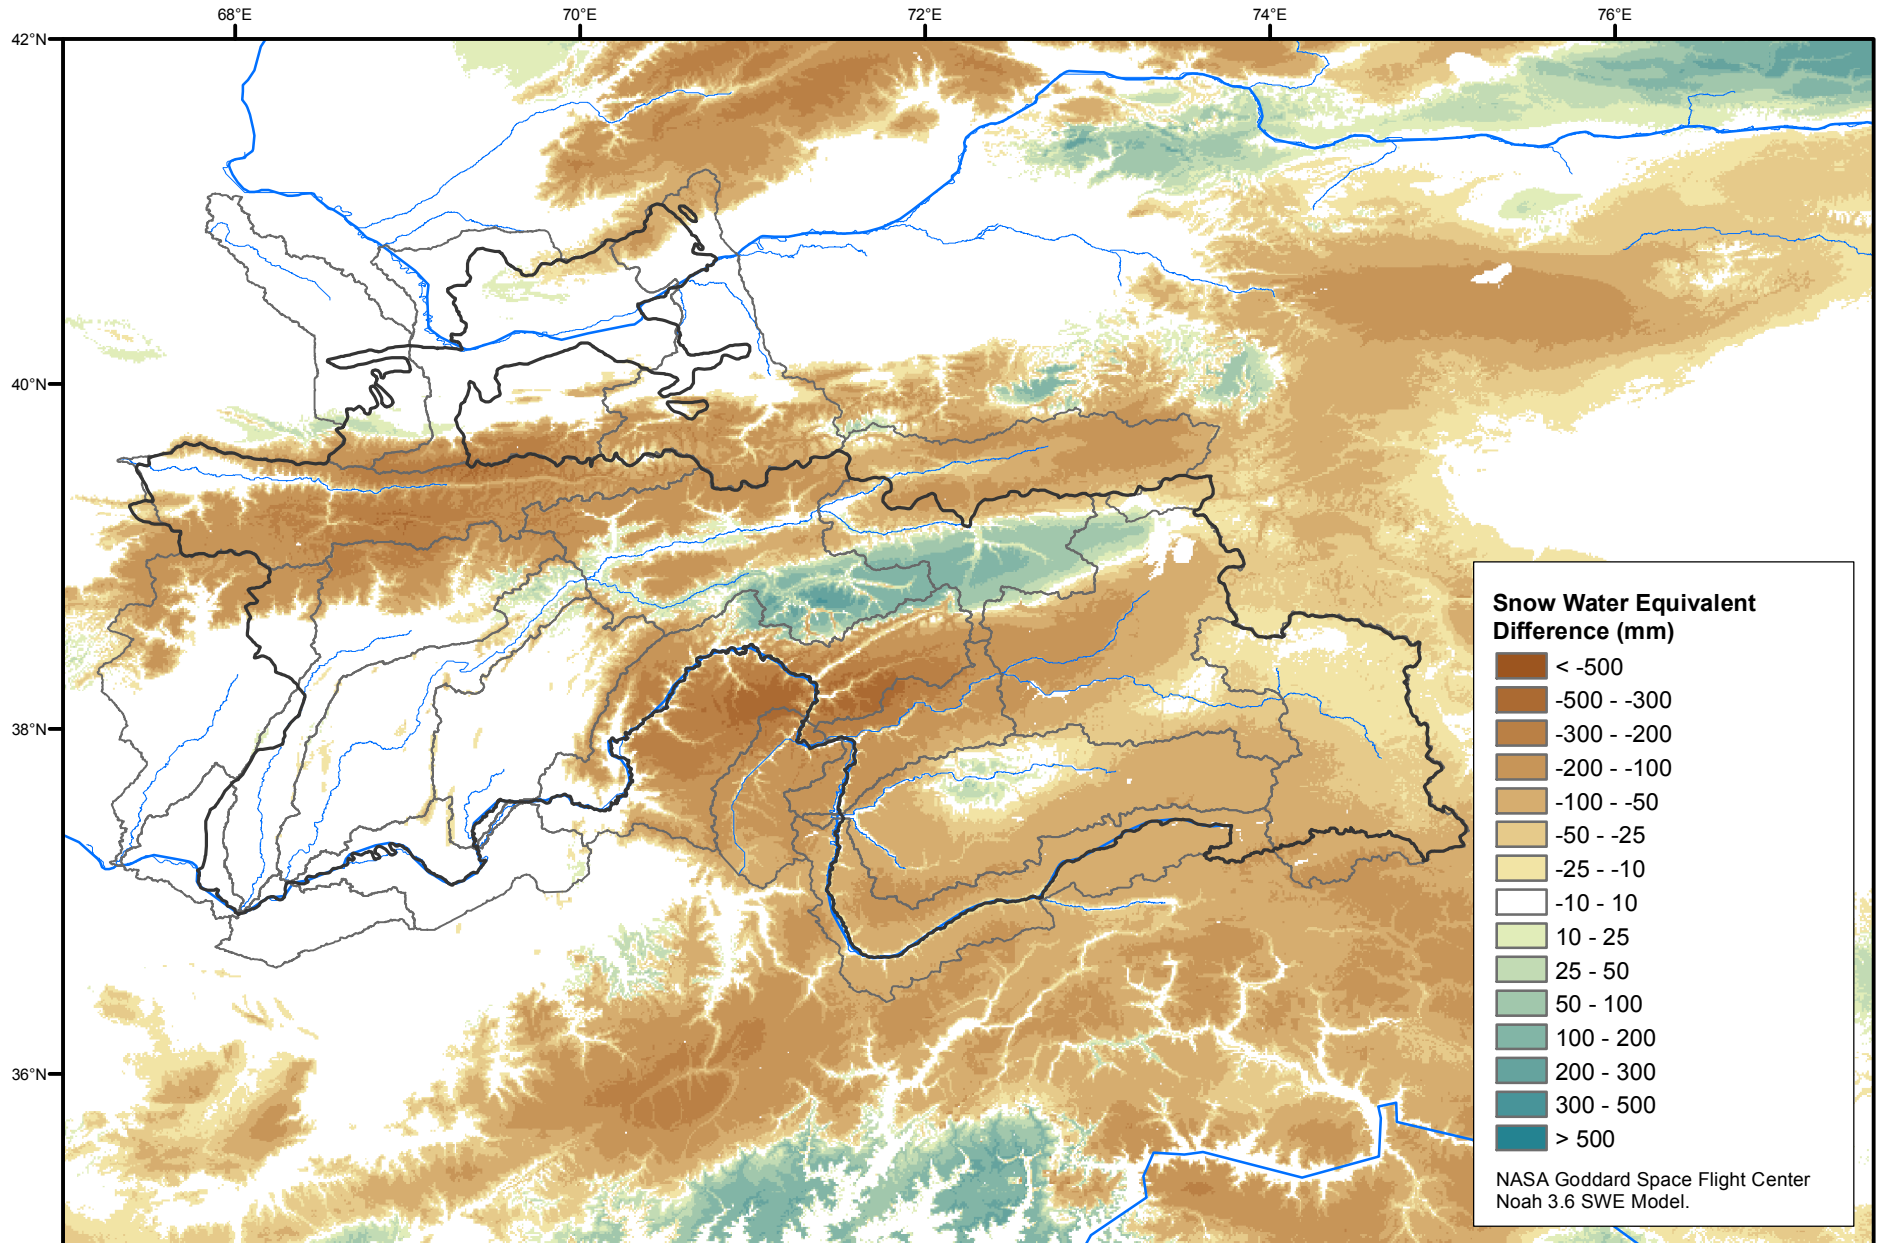 68°E 70°E 72°E 74°E 76°E
42°N
40°N
38°N
36°N
Snow Water Equivalent
Difference (mm)
< -500
-500 - -300
-300 - -200
-200 - -100
-100 - -50
-50 - -25
-25 - -10
-10 - 10
10 - 25
25 - 50
50 - 100
100 - 200
200 - 300
300 - 500
> 500
NASA Goddard Space Flight Center
Noah 3.6 SWE Model.